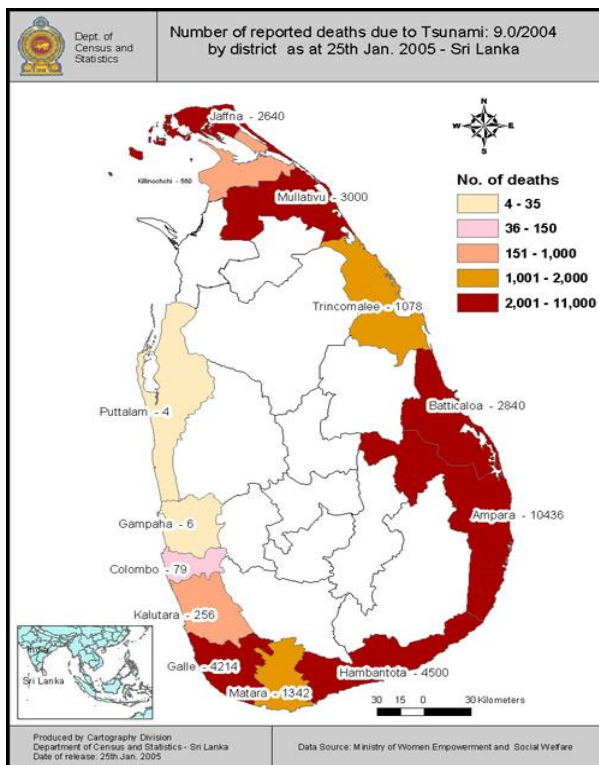 Dept. of
Census and
Statistics
Number of reported deaths due to Tsunami: 9.0/2004
by district as at 25th Jan. 2005 - Sri Lanka
Jaffna - 2640
N
W
E
S
Killinochchi - 560
Mullativu - 3000
No. of deaths
4 - 35
36 - 150
151 - 1,000
1,001 - 2,000
2,001 - 11,000
Trincomalee - 1078
Puttalam - 4
Batticaloa - 2840
Gampaha - 6
Ampara - 10436
Colombo - 79
Kalutara - 256
Galle - 4214
Hambantota - 4500
Matara - 1342
India
Sri Lanka
30 15 0 30 Kilometers
Produced by Cartography Division
Department of Census and Statistics - Sri Lanka
Date of release: 25th Jan. 2005
Data Source: Ministry of Women Empowerment and Social Welfare